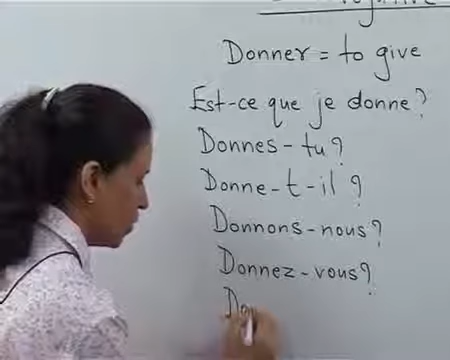 Donner = to give
Est-ce que je donne?
Donnes-tu?
Donne-t-il?
Donnons-nous?
Donnez-vous?
Do